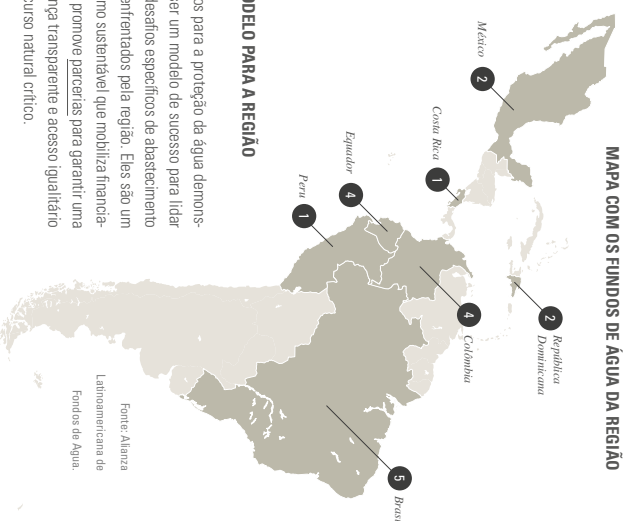 MAPA COM OS FUNDOS DE ÁGUA DA REGIÃO
México
2
Costa Rica
1
2
República
Dominicana
Equador
4
Peru
1
4
Colômbia
5
Brasi
ODELO PARA A REGIÃO
os para a proteção da água demons-
ser um modelo de sucesso para lidar
desafios específicos de abastecimento
enfrentados pela região. Eles são um
mo sustentável que mobiliza financia-
promove parcerias para garantir uma
nça transparente e acesso igualitário
curso natural crítico.
Fonte: Alianza
Latinoamericana de
Fondos de Agua.